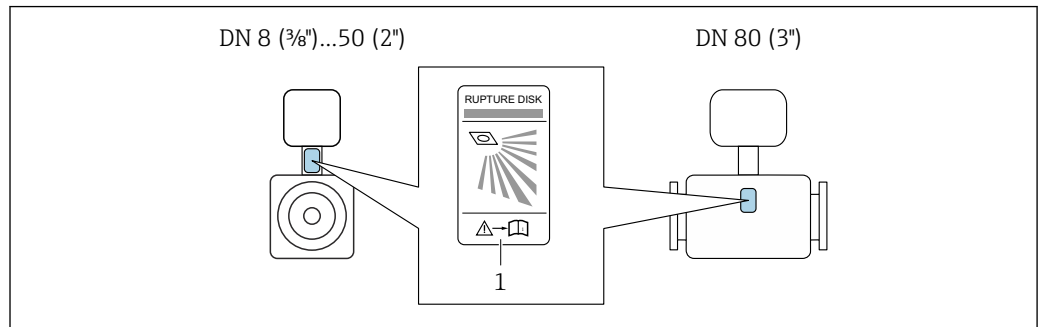 DN 8 (⅜")...50 (2")
DN 80 (3")
RUPTURE DISK
i
1